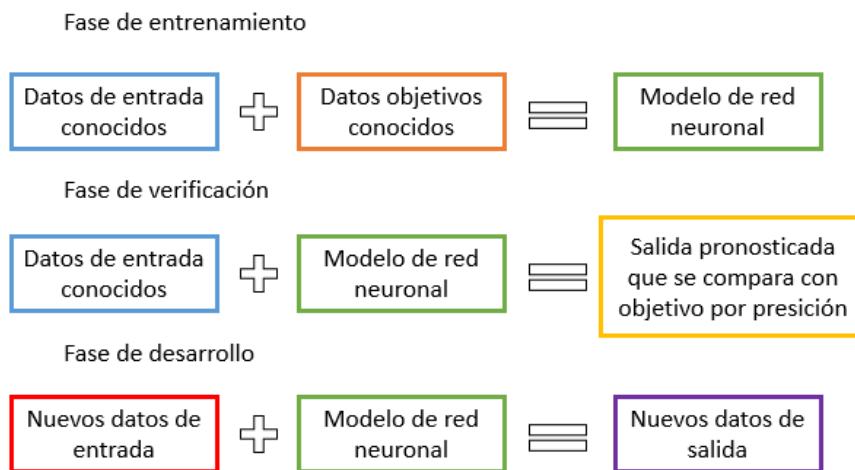 Fase de entrenamiento
Datos de entrada
conocidos
Datos objetivos
conocidos
Modelo de red
neuronal
Fase de verificación
Datos de entrada
conocidos
Modelo de red
neuronal
Salida pronosticada
que se compara con
objetivo por presición
Fase de desarrollo
Nuevos datos de
entrada
Modelo de red
neuronal
Nuevos datos de
salida